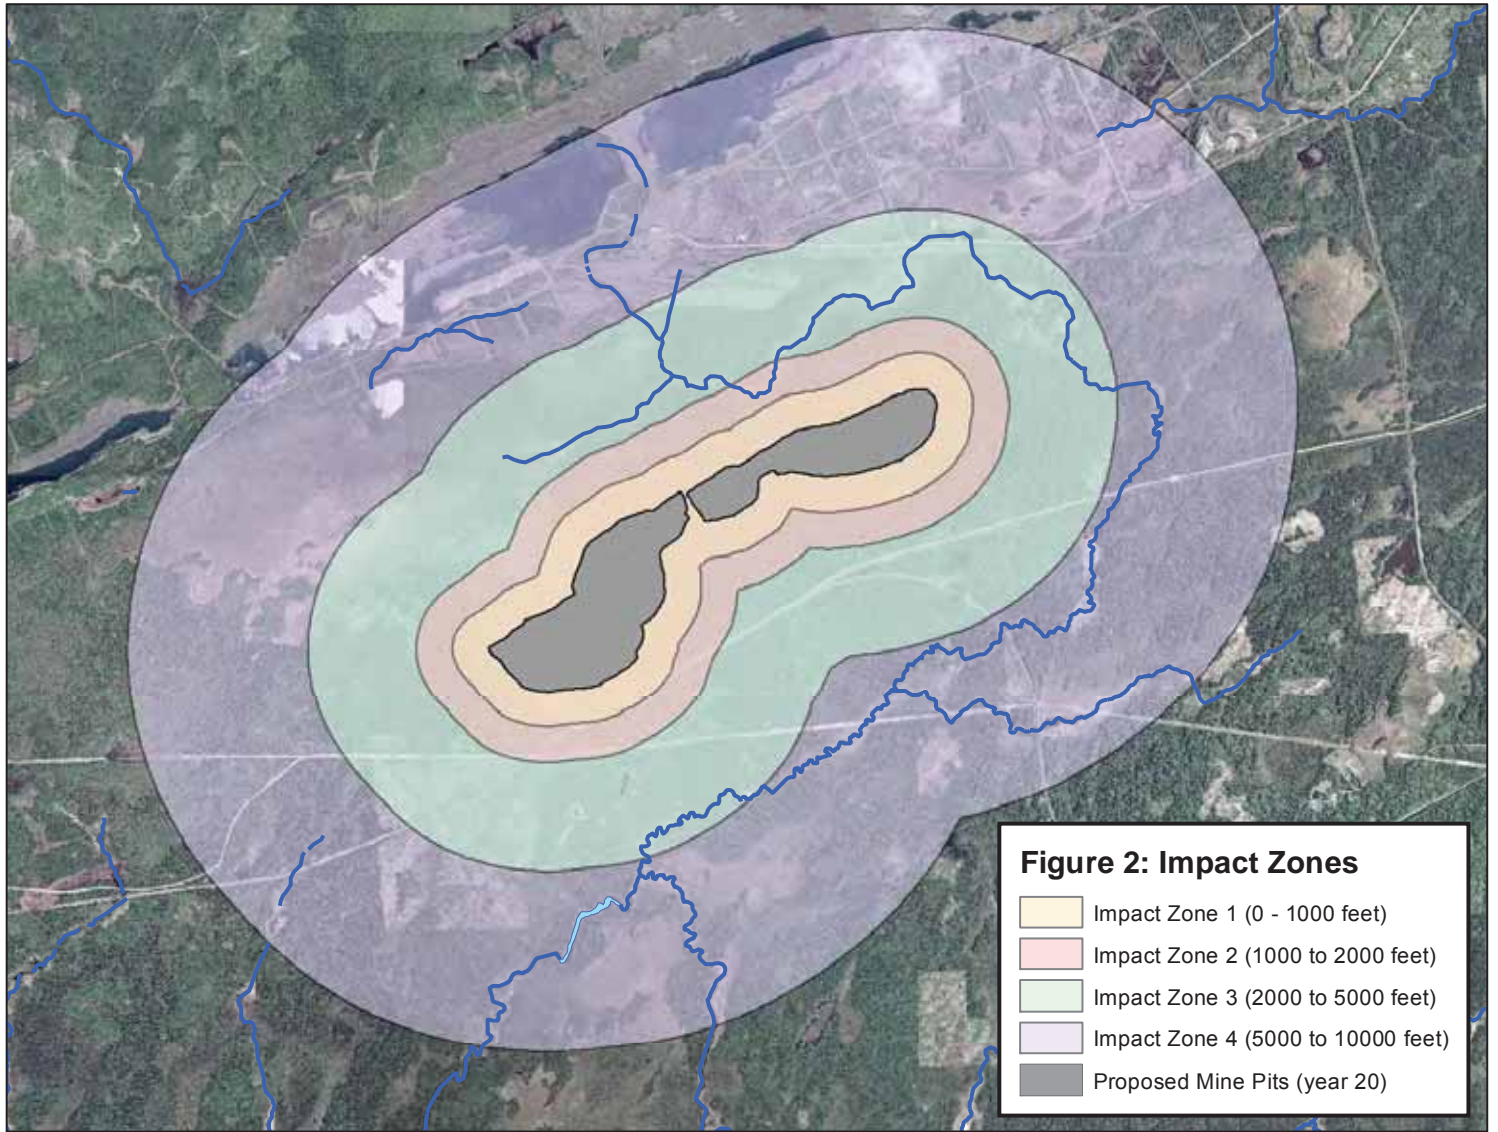 Figure 2: Impact Zones
Impact Zone 1 (0 - 1000 feet)
Impact Zone 2 (1000 to 2000 feet)
Impact Zone 3 (2000 to 5000 feet)
Impact Zone 4 (5000 to 10000 feet)
Proposed Mine Pits (year 20)